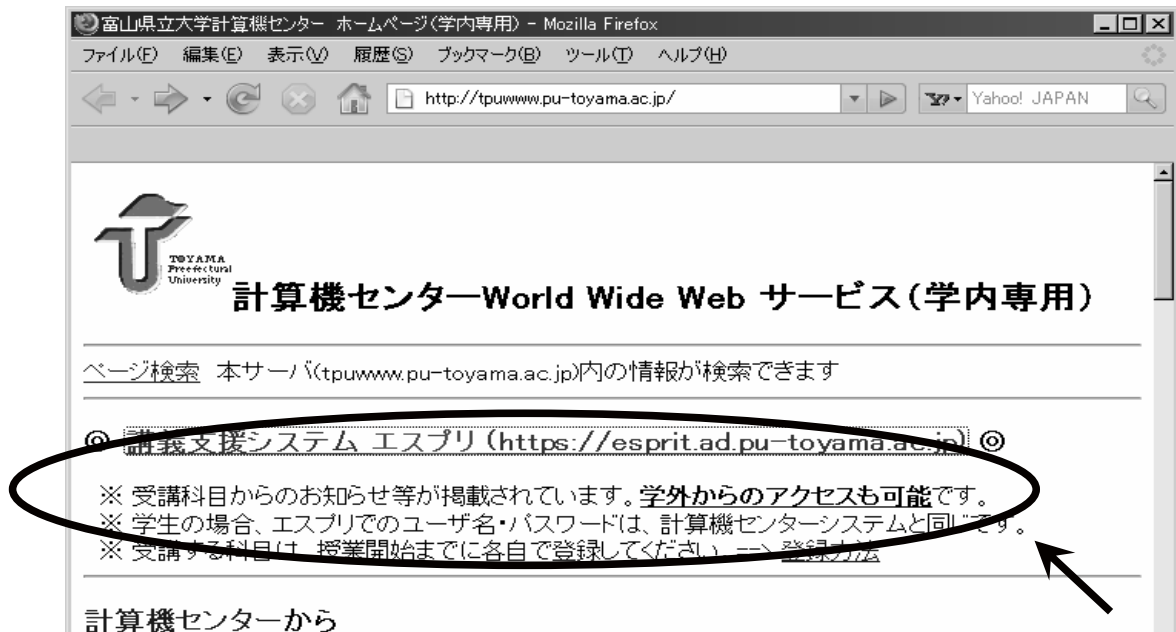 富山県立大学計算機センター ホームページ(学内専用) - Mozilla Firefox
ファイル(F) 編集(E) 表示(V) 履歴(S) ブックマーク(B) ツール(T) ヘルプ(H)
http://tpuwww.pu-toyama.ac.jp/ Yahoo! JAPAN
TOYAMA
Prefectural
University
計算機センターWorld Wide Web サービス(学内専用)
ページ検索 本サーバ(tpuwww.pu-toyama.ac.jp)内の情報が検索できます
◎ 講義支援システム エスプリ (https://esprit.ad.pu-toyama.ac.jp) ◎
※ 受講科目からのお知らせ等が掲載されています。学外からのアクセスも可能です。
※ 学生の場合、エスプリでのユーザ名・パスワードは、計算機センターシステムと同じです。
※ 受講する科目は、授業開始までに各自で登録してください --> 登録方法
計算機センターから